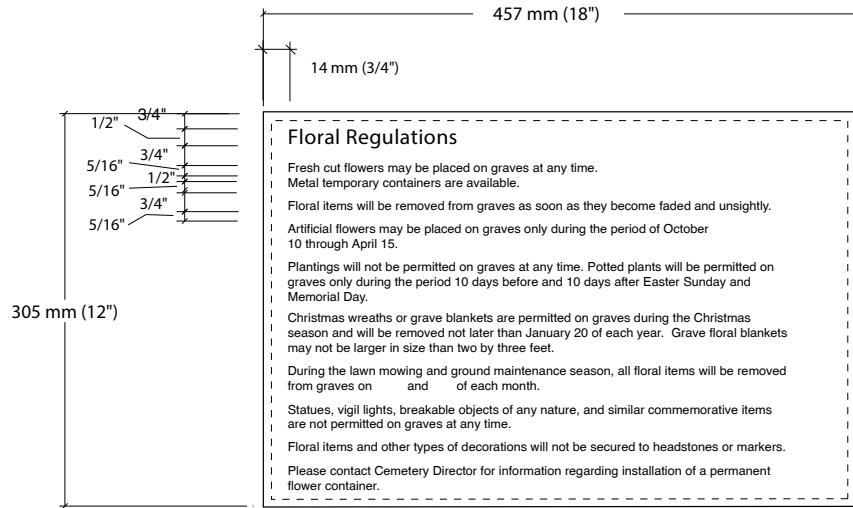 457 mm (18")
14 mm (3/4")
3/4"
1/2"
3/4"
5/16"
1/2"
5/16"
3/4"
5/16"
305 mm (12")
Floral Regulations
Fresh cut flowers may be placed on graves at any time.
Metal temporary containers are available.
Floral items will be removed from graves as soon as they become faded and unsightly.
Artificial flowers may be placed on graves only during the period of October
10 through April 15.
Plantings will not be permitted on graves at any time. Potted plants will be permitted on
graves only during the period 10 days before and 10 days after Easter Sunday and
Memorial Day.
Christmas wreaths or grave blankets are permitted on graves during the Christmas
season and will be removed not later than January 20 of each year.  Grave floral blankets
may not be larger in size than two by three feet.
During the lawn mowing and ground maintenance season, all floral items will be removed
from graves on        and        of each month.
Statues, vigil lights, breakable objects of any nature, and similar commemorative items
are not permitted on graves at any time.
Floral items and other types of decorations will not be secured to headstones or markers.
Please contact Cemetery Director for information regarding installation of a permanent
flower container.